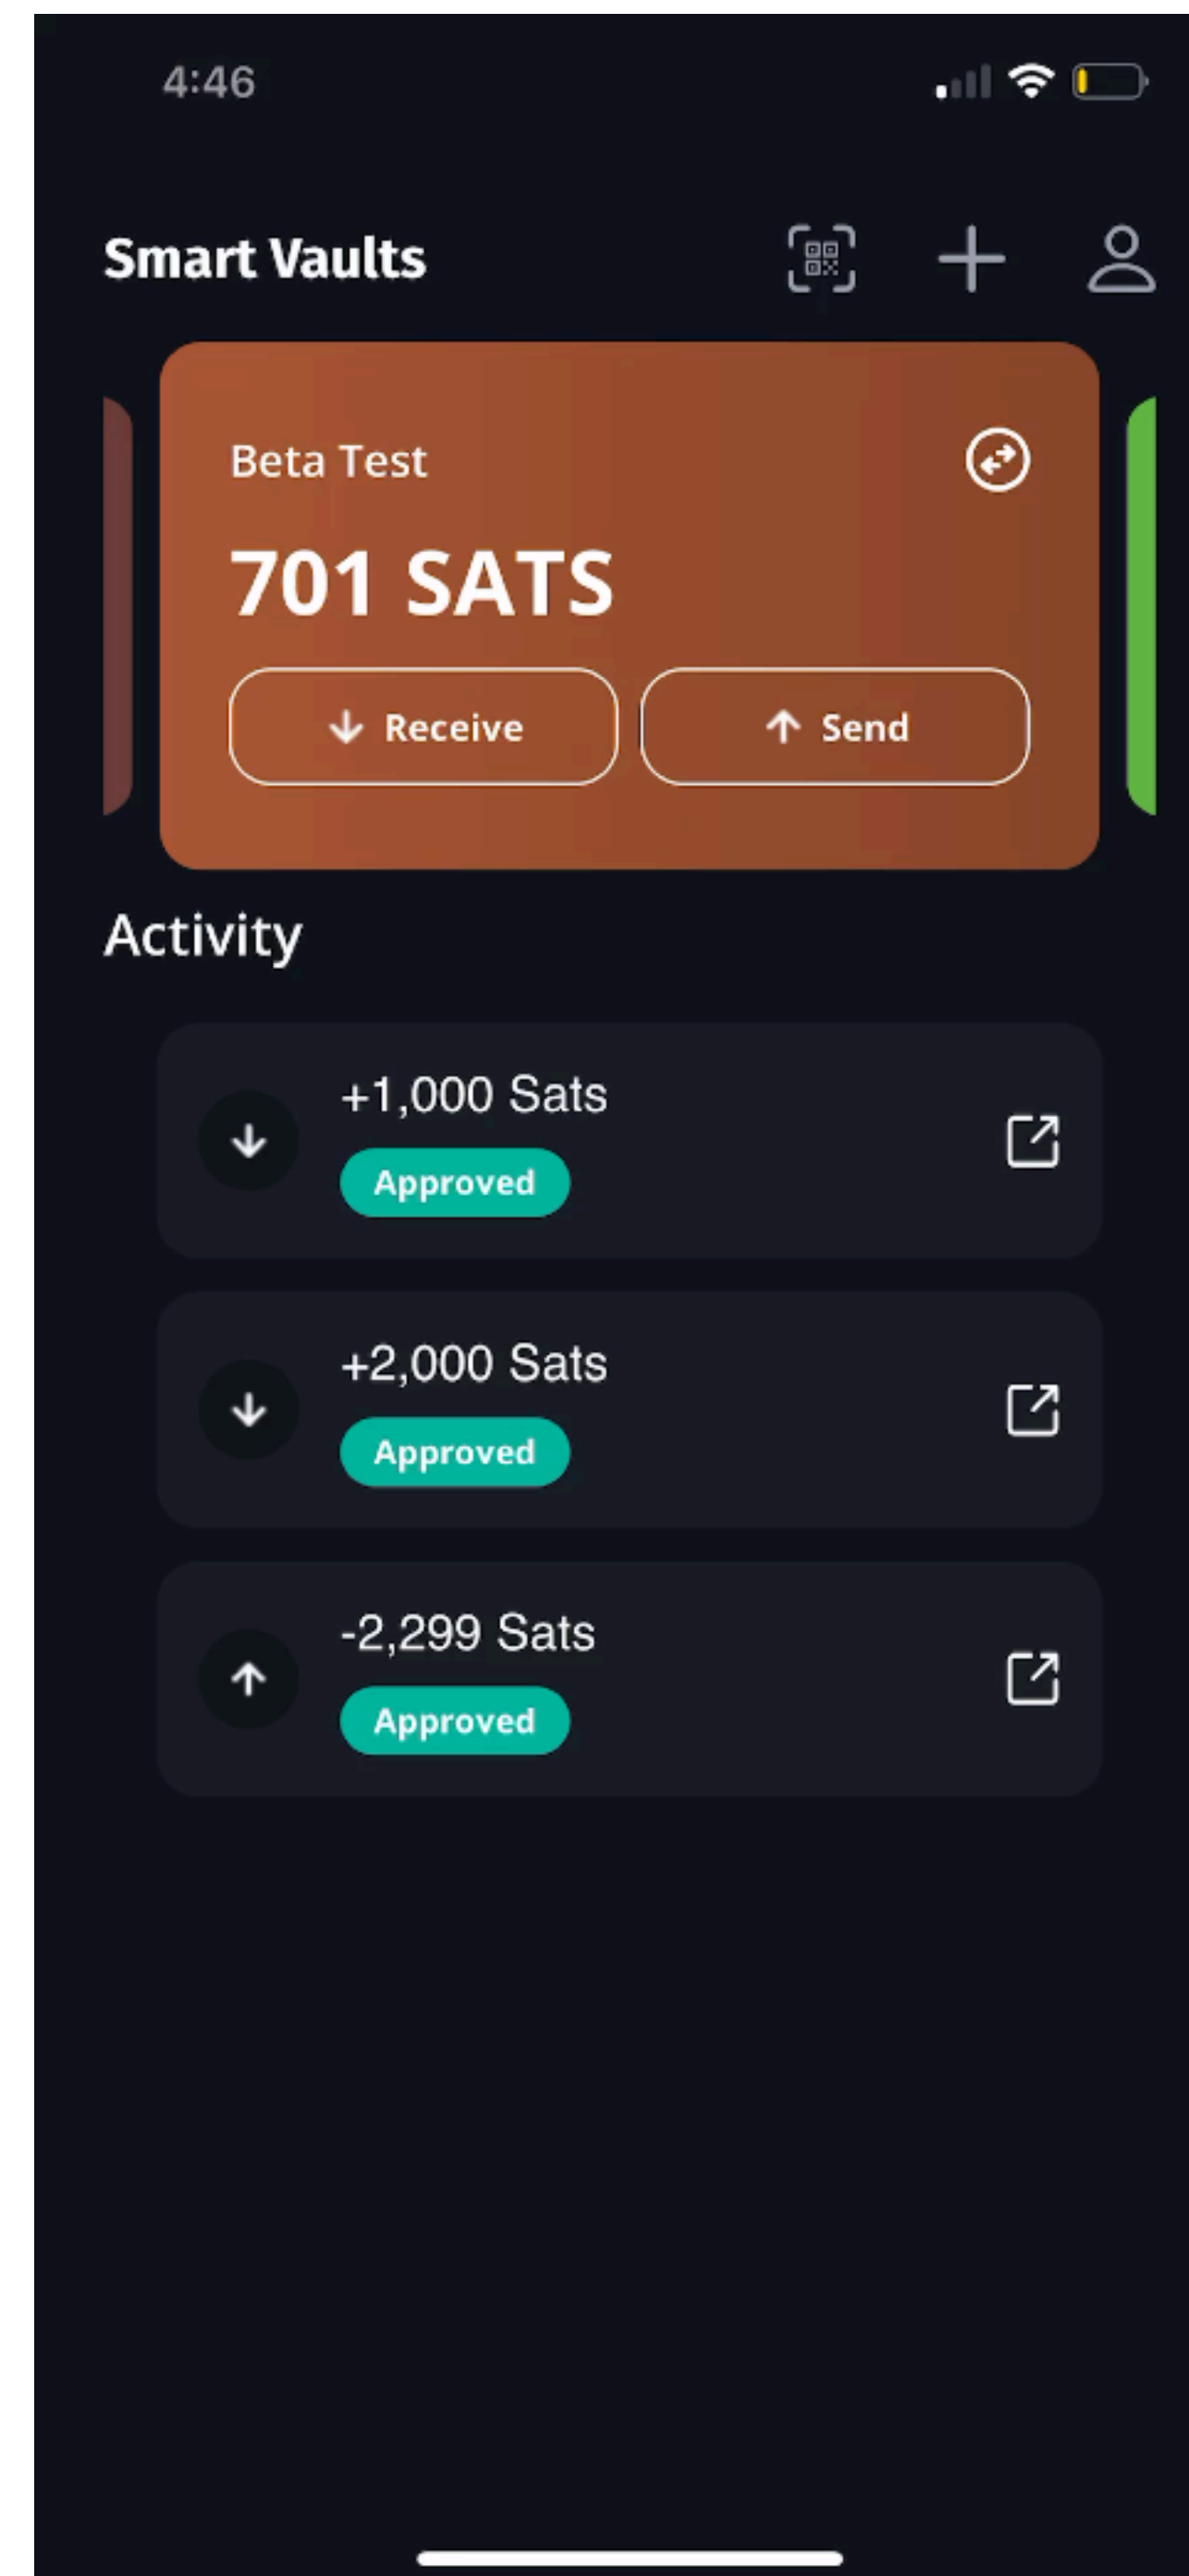 4:46
Smart Vaults
Beta Test
701 SATS
Receive
Send
Activity
+1,000 Sats
Approved
+2,000 Sats
Approved
-2,299 Sats
Approved